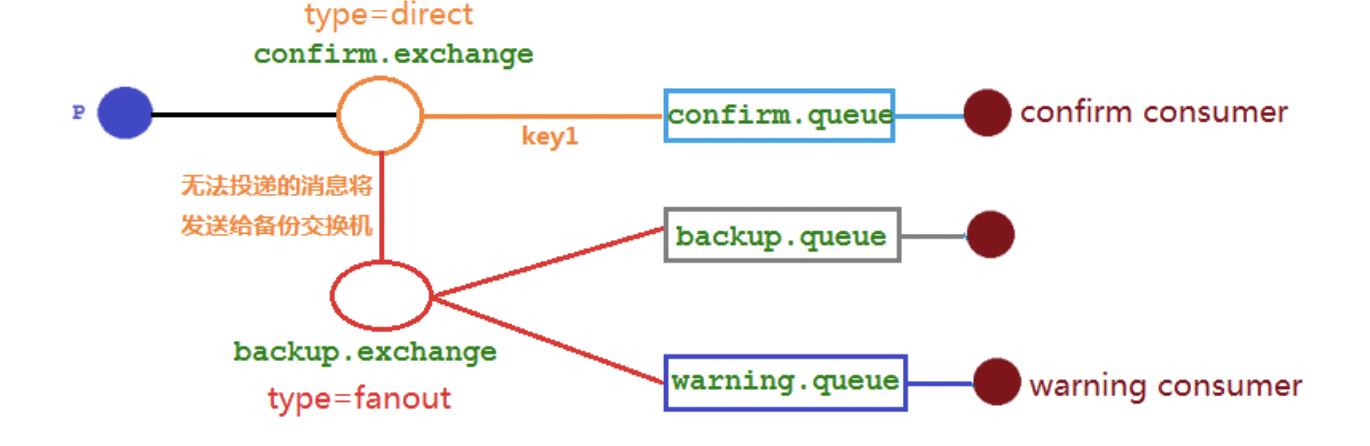 type=direct
confirm.exchange
P
key1
confirm.queue
confirm consumer
无法投递的消息将
发送给备份交换机
backup.queue
backup.exchange
type=fanout
warning.queue
warning consumer